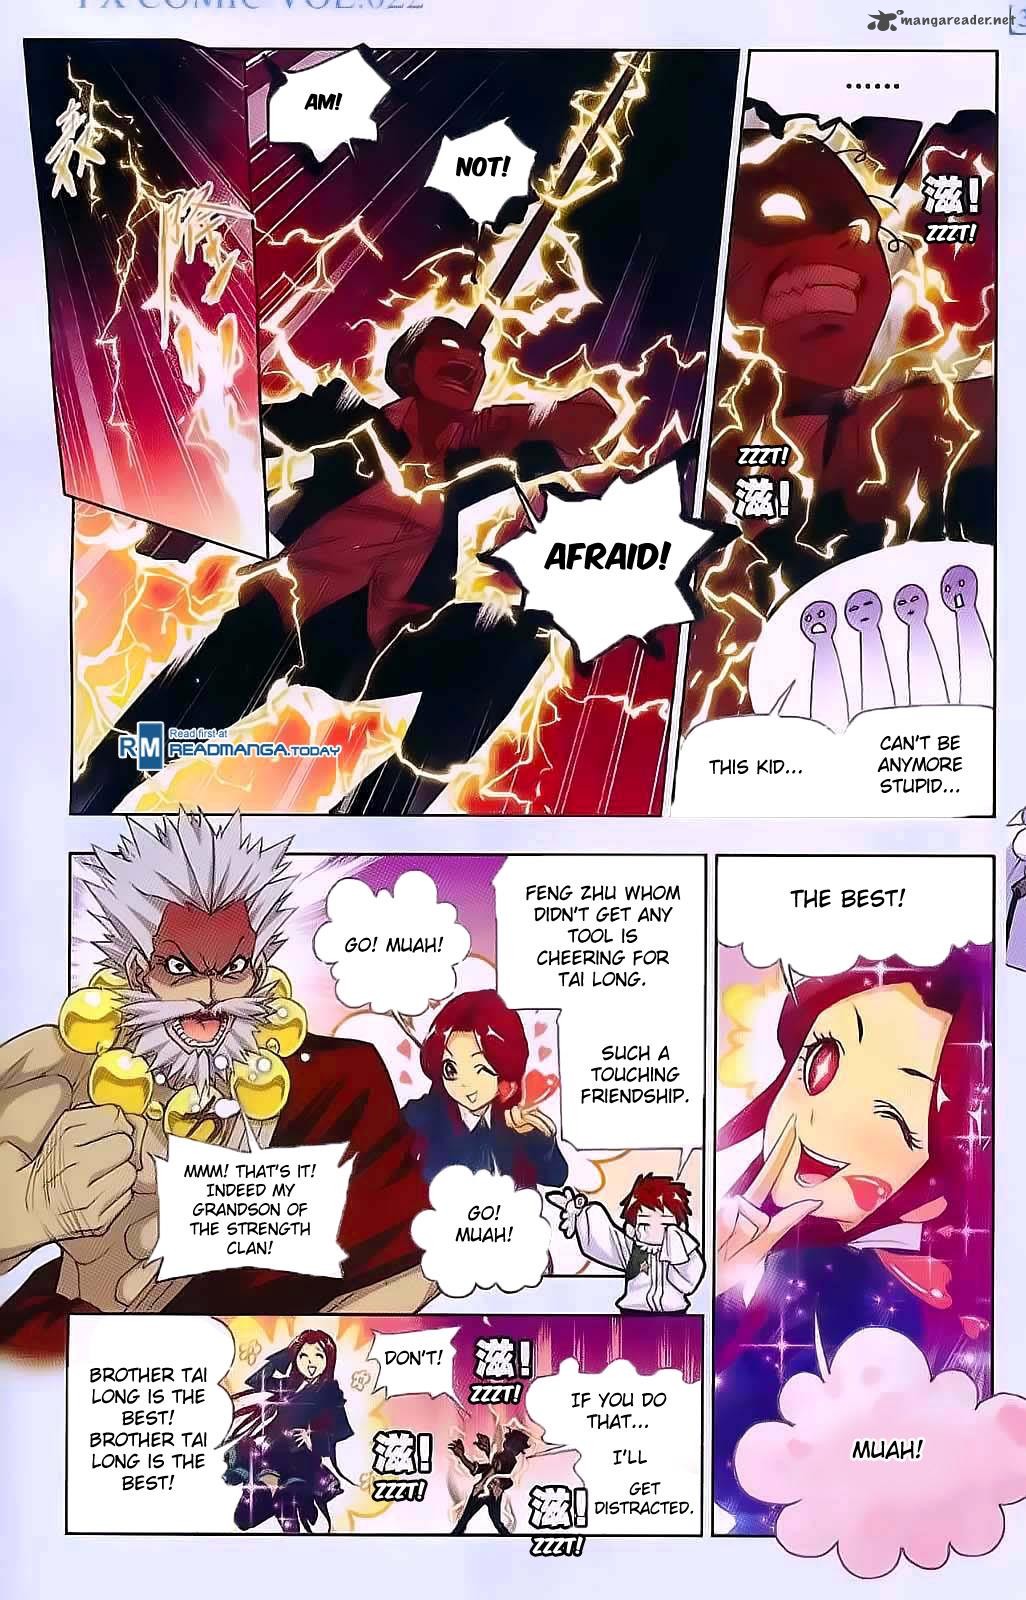 FX COMIC VOL.022
mangareader.net
AM!
NOT!
AFRAID!
......
滋!
ZZZT!
ZZZT!
滋!
THIS KID...
CAN'T BE
ANYMORE
STUPID...
R M
Read first at
READMANGA.TODAY
MMM! THAT'S IT!
INDEED MY
GRANDSON OF
THE STRENGTH
CLAN!
GO! MUAH!
GO!
MUAH!
FENG ZHU WHOM
DIDN'T GET ANY
TOOL IS
CHEERING FOR
TAI LONG.
SUCH A
TOUCHING
FRIENDSHIP.
THE BEST!
MUAH!
BROTHER TAI
LONG IS THE
BEST!
BROTHER TAI
LONG IS THE
BEST!
DON'T!
滋!
ZZZT!
滋!
ZZZT!
滋!
ZZZT!
IF YOU DO
THAT...
I'LL
GET
DISTRACTED.